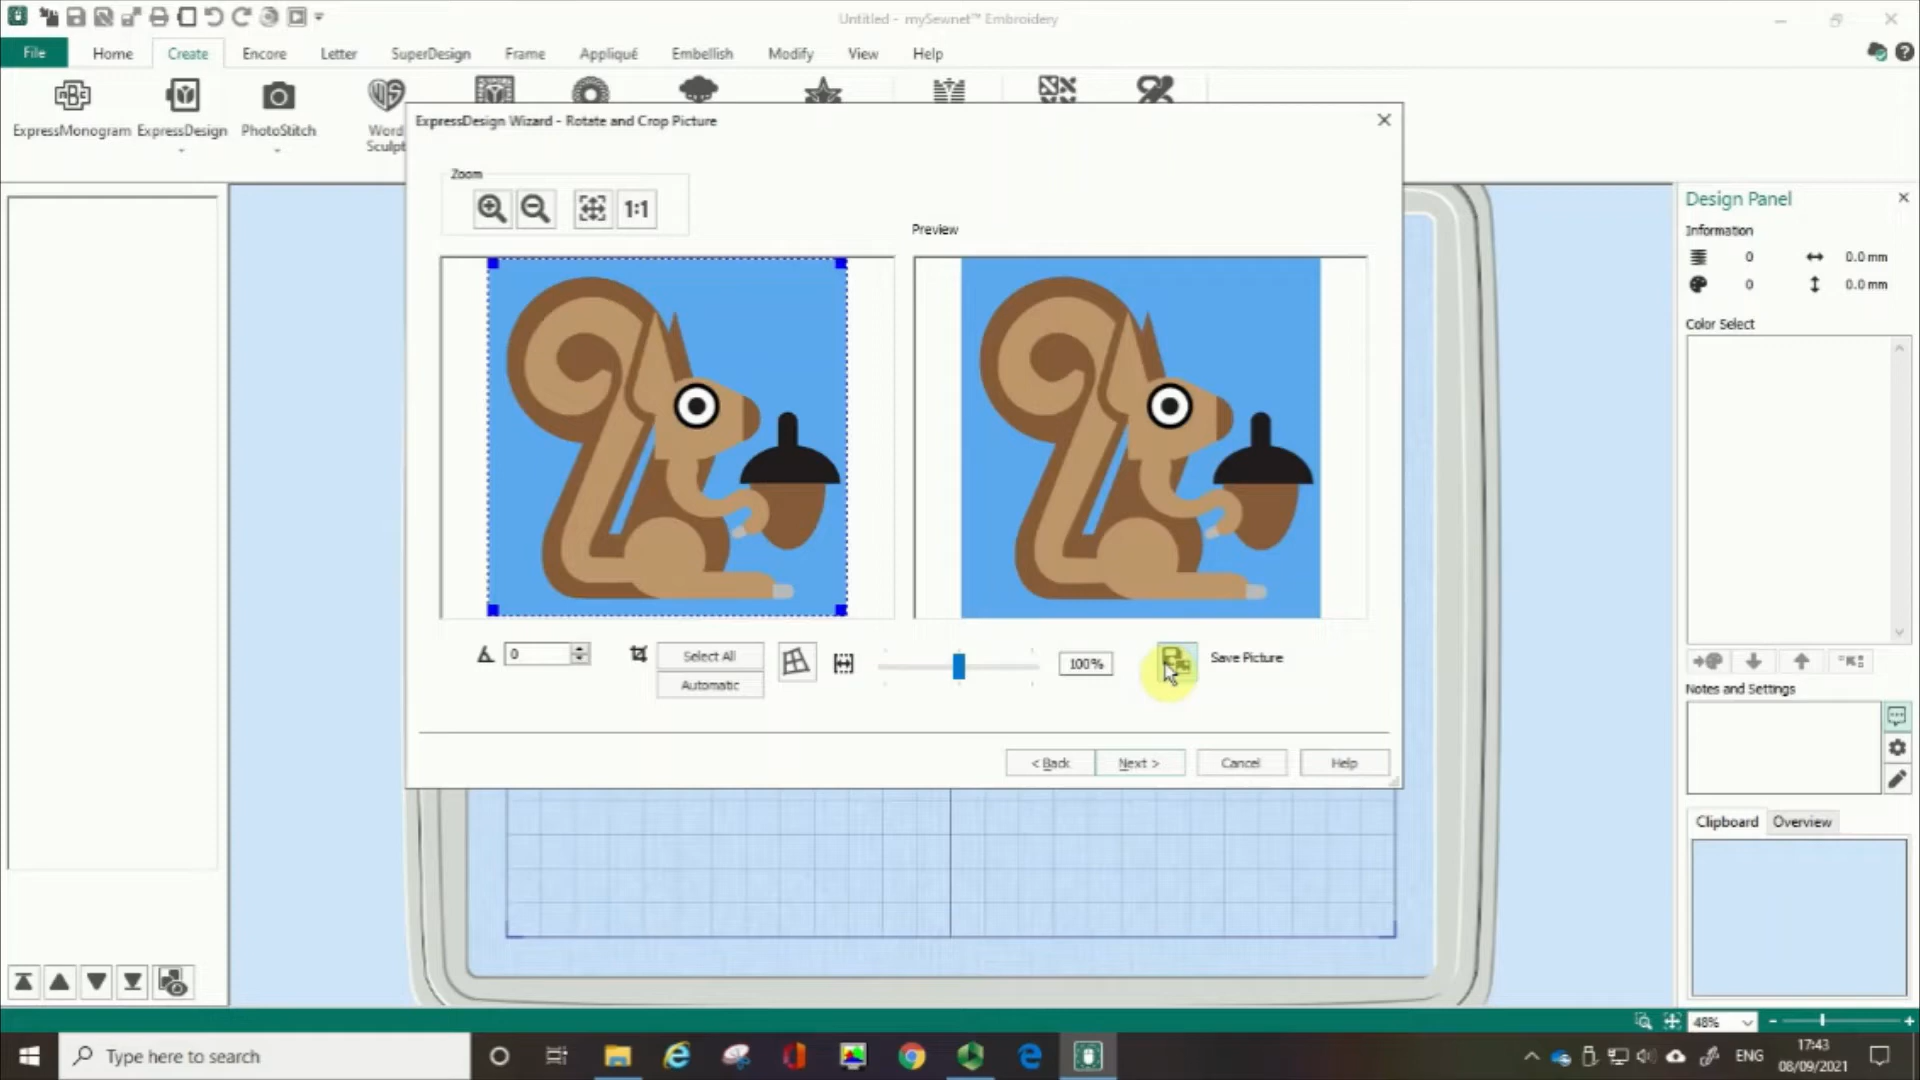 Untitled - mySewnet™ Embroidery
File Home Create Encore Letter SuperDesign Frame Appliqué Embellish Modify View Help
ExpressMonogram ExpressDesign PhotoStitch Word
Sculpt
ExpressDesign Wizard - Rotate and Crop Picture
Zoom
1:1
Preview
0 Select All 100% Save Picture
Automatic
< Back Next > Cancel Help
Design Panel
Information
0 0.0 mm
0 0.0 mm
Color Select
Notes and Settings
Clipboard Overview
48%
Type here to search
ENG
17:43
08/09/2021